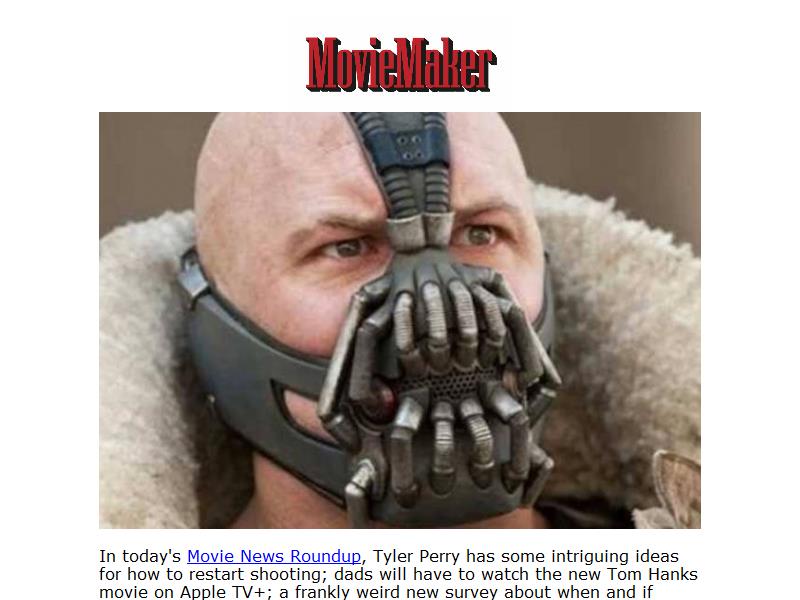 MovieMaker
In today's Movie News Roundup, Tyler Perry has some intriguing ideas
for how to restart shooting; dads will have to watch the new Tom Hanks
movie on Apple TV+; a frankly weird new survey about when and if